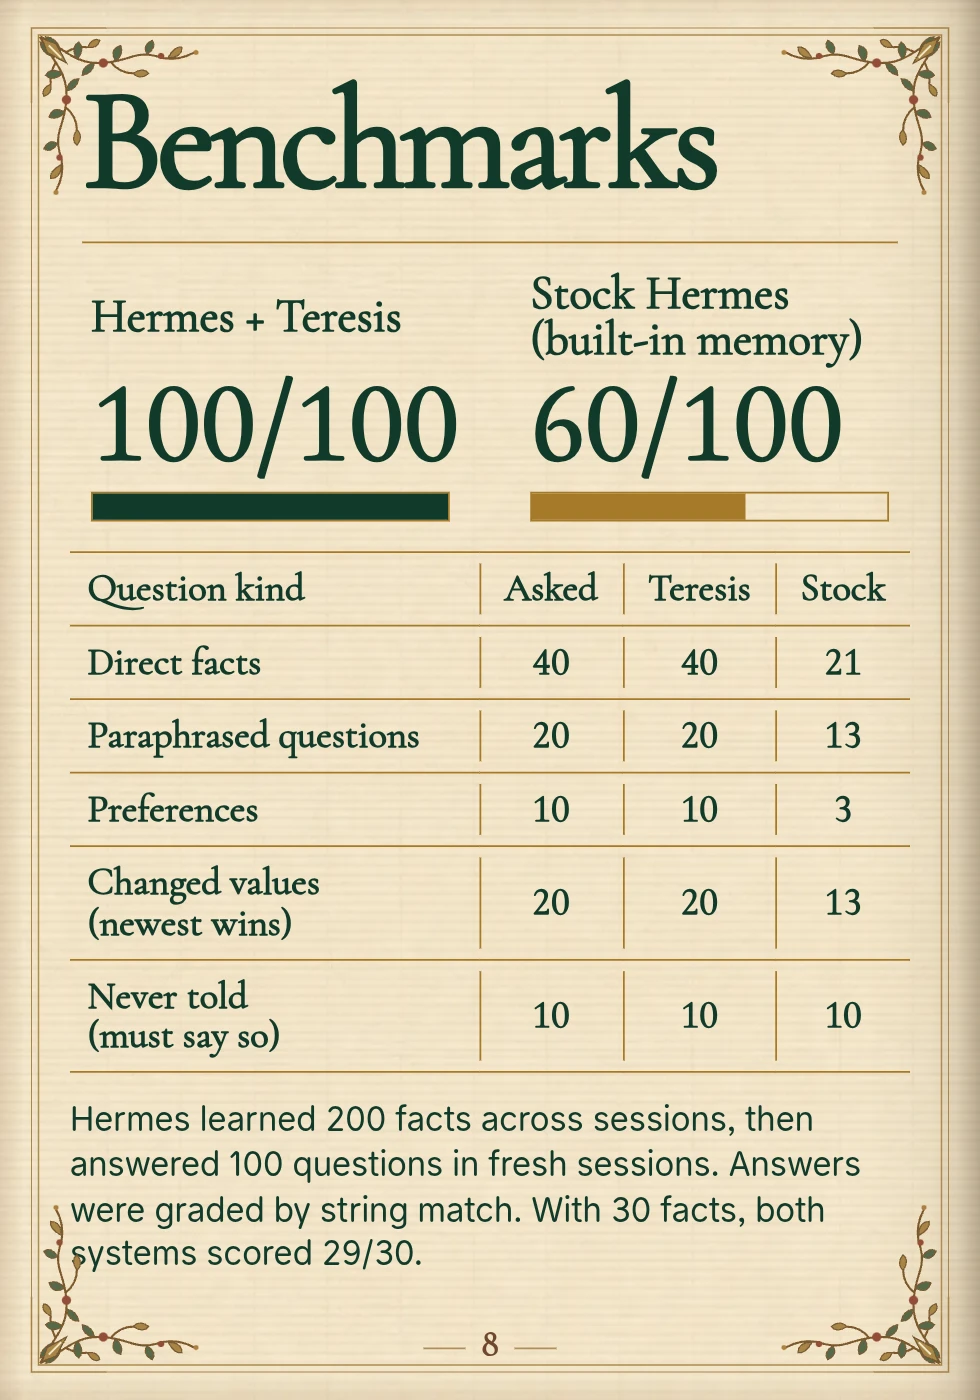 Benchmarks
Hermes + Teresis
100/100
Stock Hermes
(built-in memory)
60/100
Question kind Asked Teresis Stock
Direct facts 40 40 21
Paraphrased questions 20 20 13
Preferences 10 10 3
Changed values
(newest wins) 20 20 13
Never told
(must say so) 10 10 10
Hermes learned 200 facts across sessions, then
answered 100 questions in fresh sessions. Answers
were graded by string match. With 30 facts, both
systems scored 29/30.
8